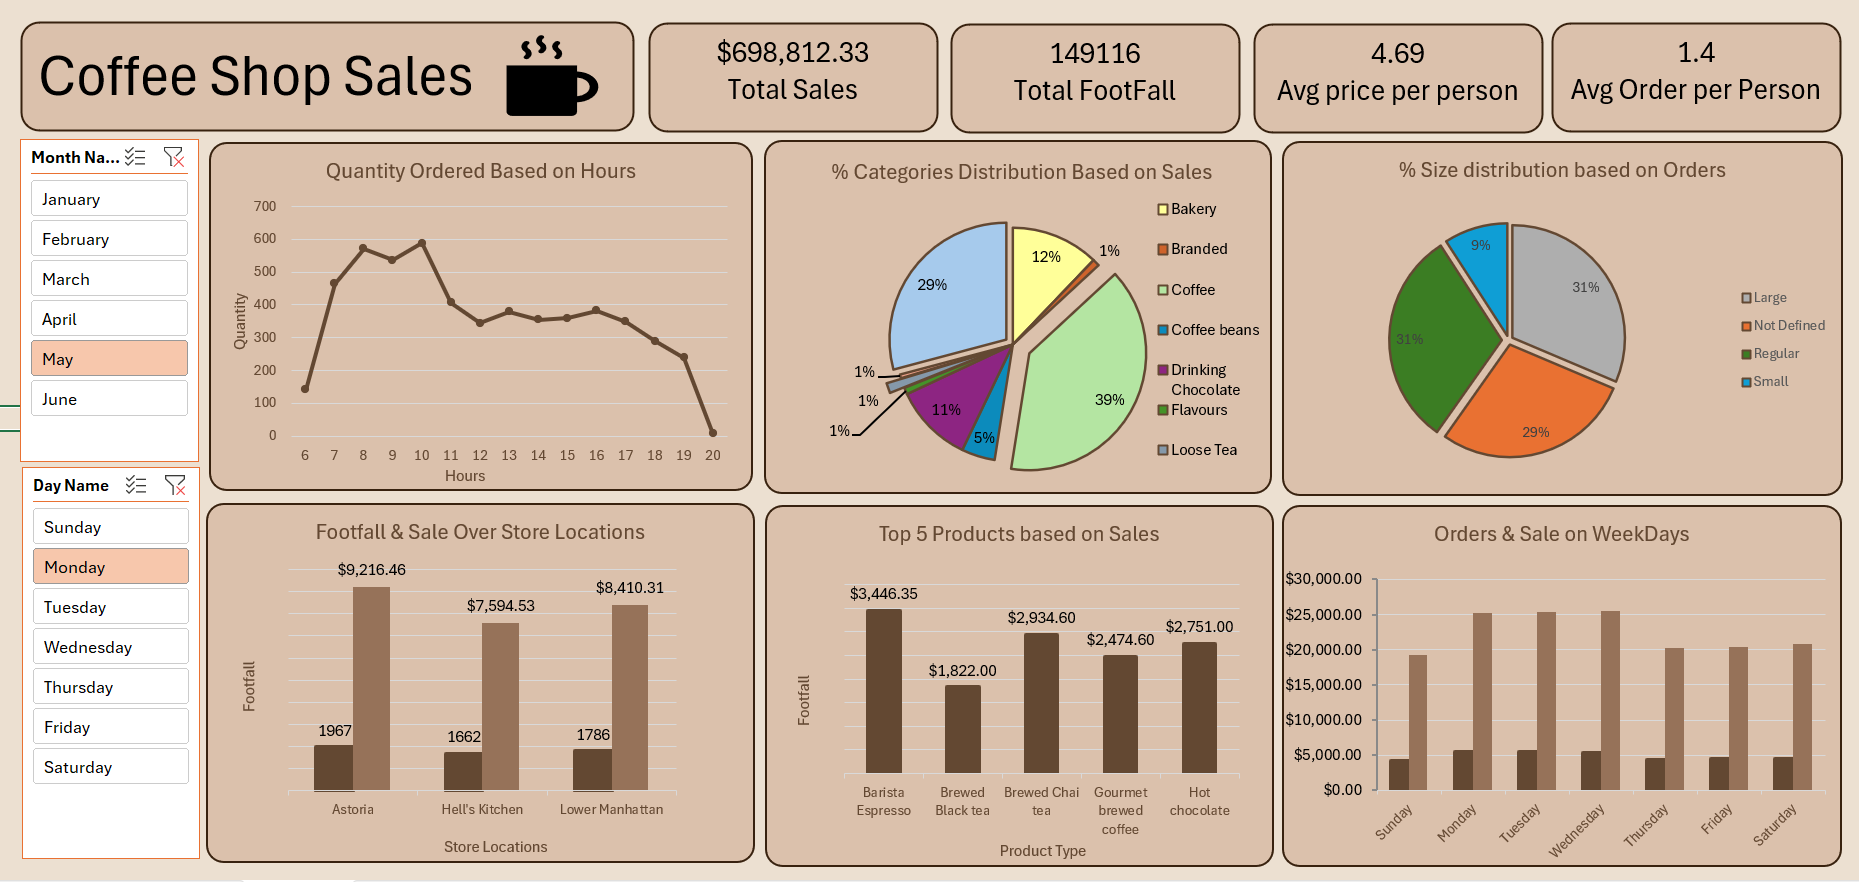 Coffee Shop Sales
$698,812.33
Total Sales
149116
Total FootFall
4.69
Avg price per person
1.4
Avg Order per Person
Month Na...
January
February
March
April
May
June
Day Name
Sunday
Monday
Tuesday
Wednesday
Thursday
Friday
Saturday
Quantity Ordered Based on Hours
Quantity
700
600
500
400
300
200
100
0
6 7 8 9 10 11 12 13 14 15 16 17 18 19 20
Hours
% Categories Distribution Based on Sales
12%
1%
39%
5%
11%
1%
1%
1%
29%
Bakery
Branded
Coffee
Coffee beans
Drinking
Chocolate
Flavours
Loose Tea
% Size distribution based on Orders
31%
29%
31%
9%
Large
Not Defined
Regular
Small
Footfall & Sale Over Store Locations
Footfall
$9,216.46
$7,594.53
$8,410.31
1967
1662
1786
Astoria
Hell's Kitchen
Lower Manhattan
Store Locations
Top 5 Products based on Sales
Footfall
$3,446.35
$1,822.00
$2,934.60
$2,474.60
$2,751.00
Barista
Espresso
Brewed
Black tea
Brewed Chai
tea
Gourmet
brewed
coffee
Hot
chocolate
Product Type
Orders & Sale on WeekDays
$30,000.00
$25,000.00
$20,000.00
$15,000.00
$10,000.00
$5,000.00
$0.00
Sunday
Monday
Tuesday
Wednesday
Thursday
Friday
Saturday